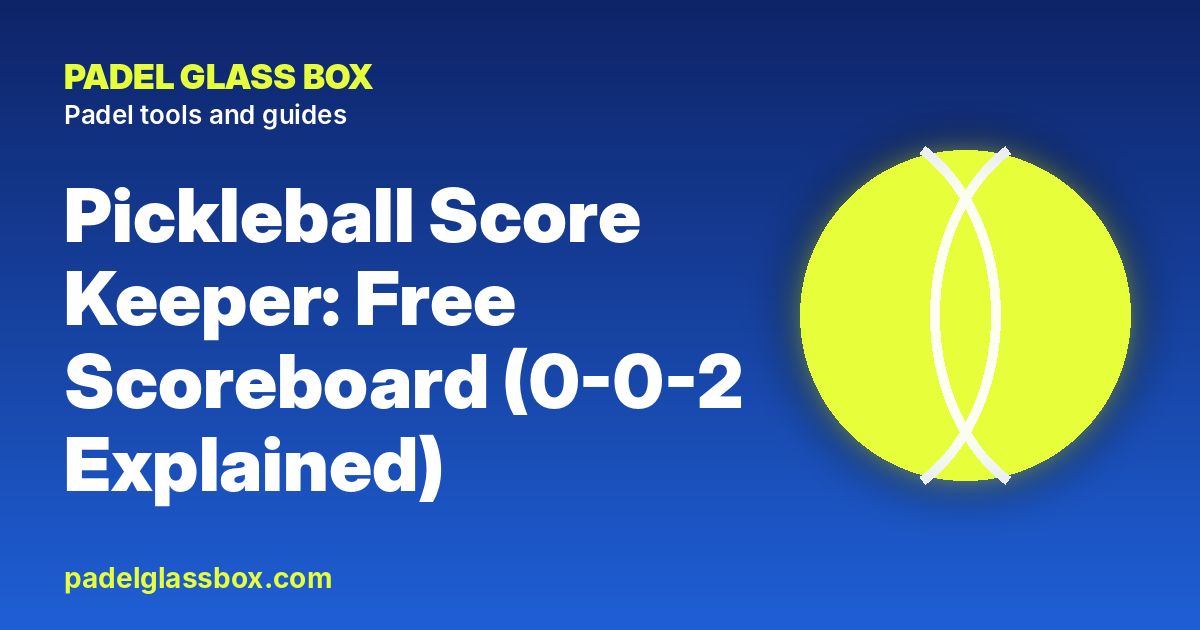 PADEL GLASS BOX
Padel tools and guides
Pickleball Score
Keeper: Free
Scoreboard (0-0-2
Explained)
padelglassbox.com